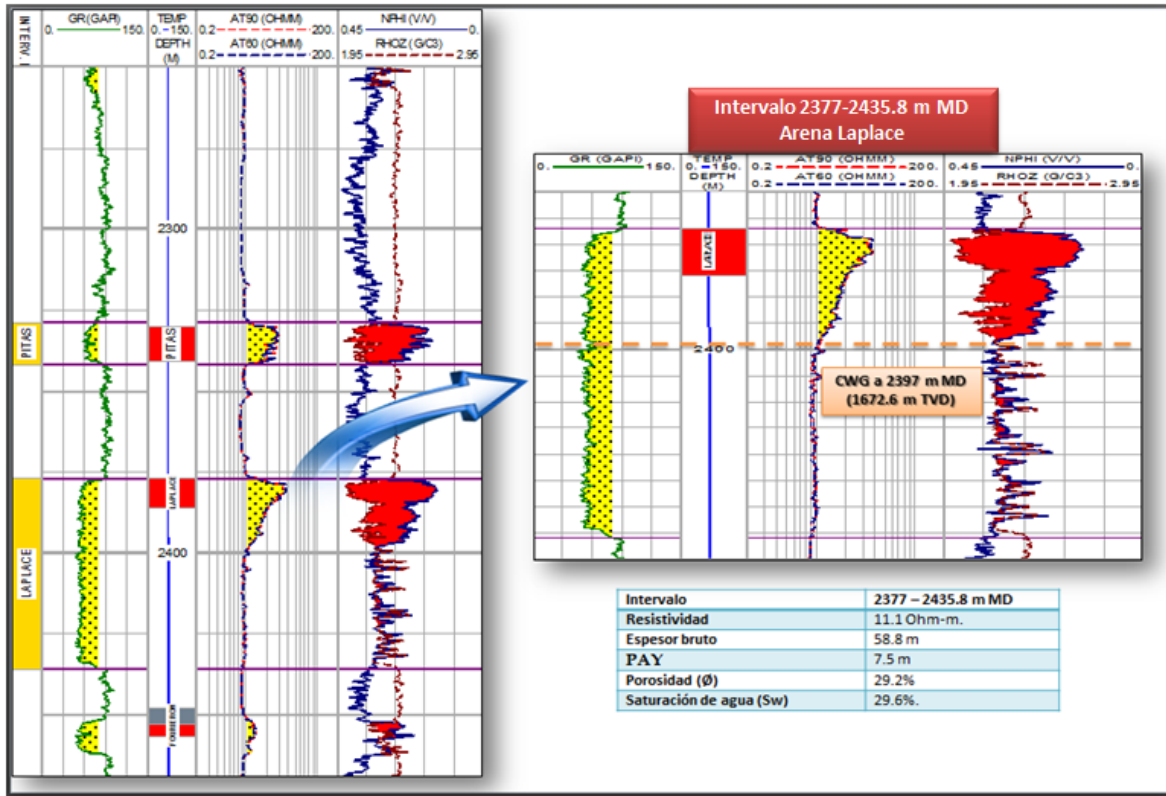 INTERV.
GR (GAPI)
0. 150.
TEMP
0. 150.
DEPTH
(M)
AT90 (OHMM)
0.2 200.
AT60 (OHMM)
0.2 200.
NPHI (V/V)
0.45 0.
RHOZ (G/C3)
1.95 2.95
2300
PITAS
PITAS
LAPLACE
LAPLACE
2400
Intervalo 2377-2435.8 m MD
Arena Laplace
GR (GAPI)
0. 150.
TEMP
0. 150.
DEPTH
(M)
AT90 (OHMM)
0.2 200.
AT60 (OHMM)
0.2 200.
NPHI (V/V)
0.45 0.
RHOZ (G/C3)
1.95 2.95
2400
CWG a 2397 m MD
(1672.6 m TVD)
Intervalo 2377 – 2435.8 m MD
Resistividad 11.1 Ohm-m.
Espesor bruto 58.8 m
PAY 7.5 m
Porosidad (Ø) 29.2%
Saturación de agua (Sw) 29.6%.